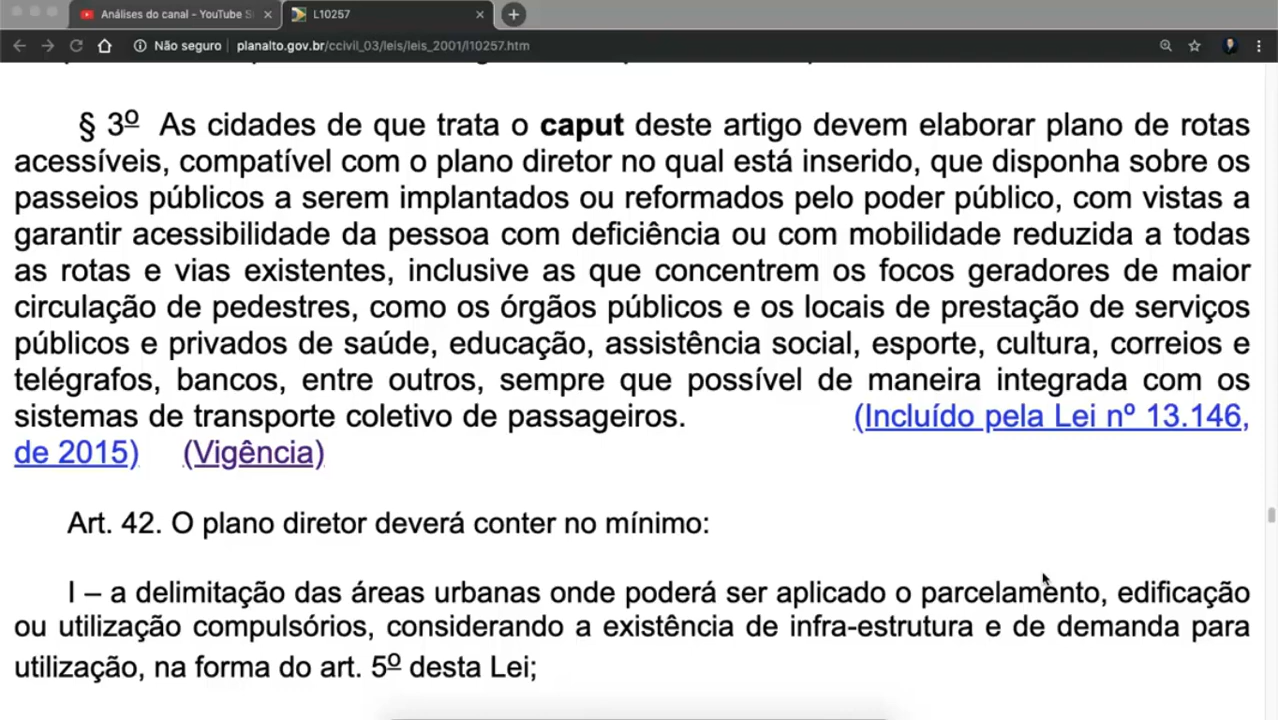 Análises do canal - YouTube S
L10257
Não seguro
planalto.gov.br/ccivil_03/leis/leis_2001/l10257.htm
§ 3º As cidades de que trata o caput deste artigo devem elaborar plano de rotas
acessíveis, compatível com o plano diretor no qual está inserido, que disponha sobre os
passeios públicos a serem implantados ou reformados pelo poder público, com vistas a
garantir acessibilidade da pessoa com deficiência ou com mobilidade reduzida a todas
as rotas e vias existentes, inclusive as que concentrem os focos geradores de maior
circulação de pedestres, como os órgãos públicos e os locais de prestação de serviços
públicos e privados de saúde, educação, assistência social, esporte, cultura, correios e
telégrafos, bancos, entre outros, sempre que possível de maneira integrada com os
sistemas de transporte coletivo de passageiros. (Incluído pela Lei nº 13.146,
de 2015) (Vigência)
Art. 42. O plano diretor deverá conter no mínimo:
I – a delimitação das áreas urbanas onde poderá ser aplicado o parcelamento, edificação
ou utilização compulsórios, considerando a existência de infra-estrutura e de demanda para
utilização, na forma do art. 5º desta Lei;